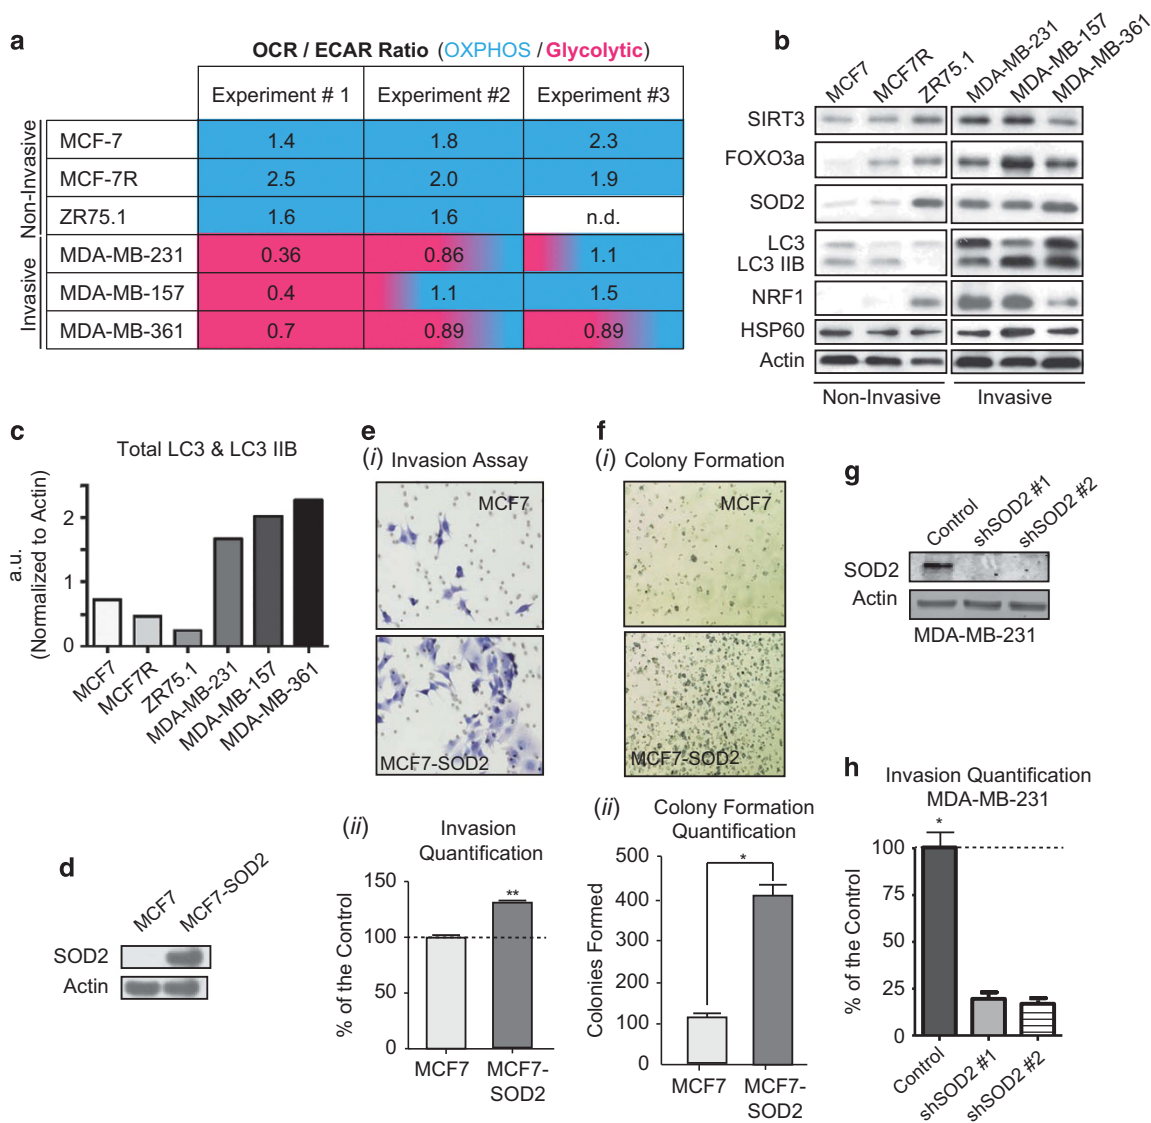 a
OCR / ECAR Ratio (OXPHOS / Glycolytic)
Experiment # 1 Experiment #2 Experiment #3
Non-Invasive
MCF-7 1.4 1.8 2.3
MCF-7R 2.5 2.0 1.9
ZR75.1 1.6 1.6 n.d.
Invasive
MDA-MB-231 0.36 0.86 1.1
MDA-MB-157 0.4 1.1 1.5
MDA-MB-361 0.7 0.89 0.89
b
MCF7 MCF7R ZR75.1 MDA-MB-231 MDA-MB-157 MDA-MB-361
SIRT3
FOXO3a
SOD2
LC3
LC3 IIB
NRF1
HSP60
Actin
Non-Invasive Invasive
c
Total LC3 & LC3 IIB
a.u.
(Normalized to Actin)
2
1
0
MCF7 MCF7R ZR75.1 MDA-MB-231 MDA-MB-157 MDA-MB-361
d
MCF7 MCF7-SOD2
SOD2
Actin
e
(i) Invasion Assay
MCF7
MCF7-SOD2
(ii) Invasion
Quantification
% of the Control
150
100
50
0
**
MCF7 MCF7-
SOD2
f
(i) Colony Formation
MCF7
MCF7-SOD2
(ii) Colony Formation
Quantification
Colonies Formed
500
400
300
200
100
0
*
MCF7 MCF7-
SOD2
g
Control shSOD2 #1 shSOD2 #2
SOD2
Actin
MDA-MB-231
h
Invasion Quantification
MDA-MB-231
% of the Control
100
75
50
25
0
*
Control shSOD2 #1 shSOD2 #2